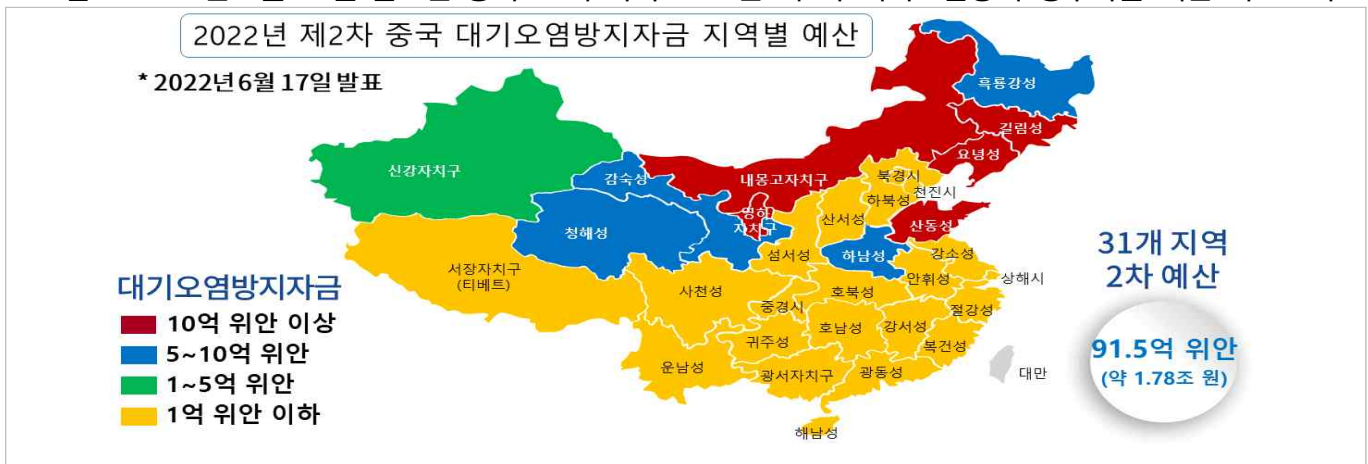 2022년 제2차 중국 대기오염방지자금 지역별 예산
* 2022년 6월 17일 발표
흑룡강성
길림성
요녕성
신강자치구
감숙성
내몽고자치구
북경시
천진시
하북성
영하
자치구
산서성
산동성
청해성
섬서성
하남성
강소성
서장자치구
(티베트)
사천성
안휘성
상해시
중경시
호북성
절강성
귀주성
호남성
강서성
복건성
운남성
광서자치구
광동성
대만
해남성
대기오염방지자금
10억 위안 이상
5~10억 위안
1~5억 위안
1억 위안 이하
31개 지역
2차 예산
91.5억 위안
(약 1.78조 원)